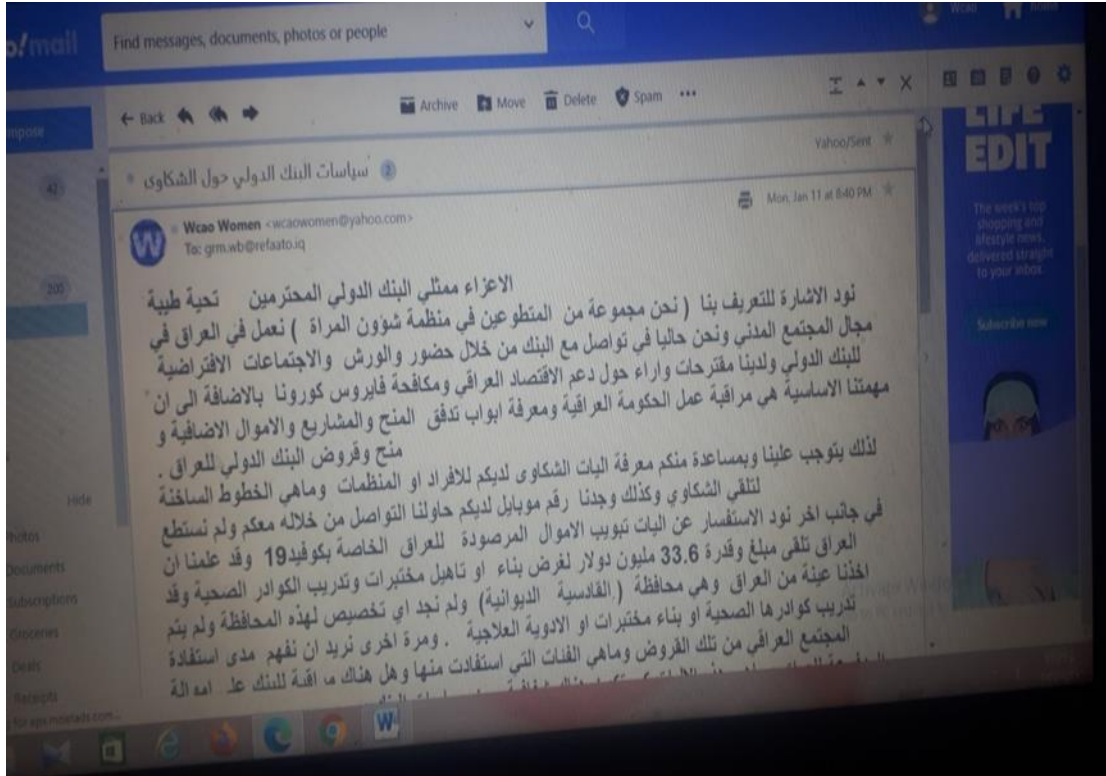 o!mail
Find messages, documents, photos or people
Wcao
Home
← Back
Archive
Move
Delete
Spam
•••
mpose
42
200
Hide
Photos
Documents
Subscriptions
Groceries
Deals
Receipts
سياسات البنك الدولي حول الشكاوى 2
Yahoo/Sent
W
Wcao Women <wcaowomen@yahoo.com>
Mon, Jan 11 at 8:40 PM
To: grm.wb@refaato.iq
الاعزاء ممثلي البنك الدولي المحترمين تحية طيبة
نود الاشارة للتعريف بنا ( نحن مجموعة من المتطوعين في منظمة شؤون المراة ) نعمل في العراق في
مجال المجتمع المدني ونحن حاليا في تواصل مع البنك من خلال حضور والورش والاجتماعات الافتراضية
للبنك الدولي ولدينا مقترحات واراء حول دعم الاقتصاد العراقي ومكافحة فايروس كورونا بالاضافة الى ان
مهمتنا الاساسية هي مراقبة عمل الحكومة العراقية ومعرفة ابواب تدفق المنح والمشاريع والاموال الاضافية و
منح وقروض البنك الدولي للعراق .
لذلك يتوجب علينا وبمساعدة منكم معرفة اليات الشكاوى لديكم للافراد او المنظمات وماهي الخطوط الساخنة
لتلقي الشكاوي وكذلك وجدنا رقم موبايل لديكم حاولنا التواصل من خلاله معكم ولم نستطع
في جانب اخر نود الاستفسار عن اليات تبويب الاموال المرصودة للعراق الخاصة بكوفيد19 وقد علمنا ان
العراق تلقى مبلغ وقدرة 33.6 مليون دولار لغرض بناء او تاهيل مختبرات وتدريب الكوادر الصحية وقد
اخذنا عينة من العراق وهي محافظة ( القادسية الديوانية) ولم نجد اي تخصيص لهذه المحافظة ولم يتم
تدريب كوادرها الصحية او بناء مختبرات او الادوية العلاجية . ومرة اخرى نريد ان نفهم مدى استفادة
المجتمع العراقي من تلك القروض وماهي الفئات التي استفادت منها وهل هناك مراقبة للبنك على
LIFE
EDIT
The week's top
shopping and
lifestyle news,
delivered straight
to your inbox.
Subscribe now
W